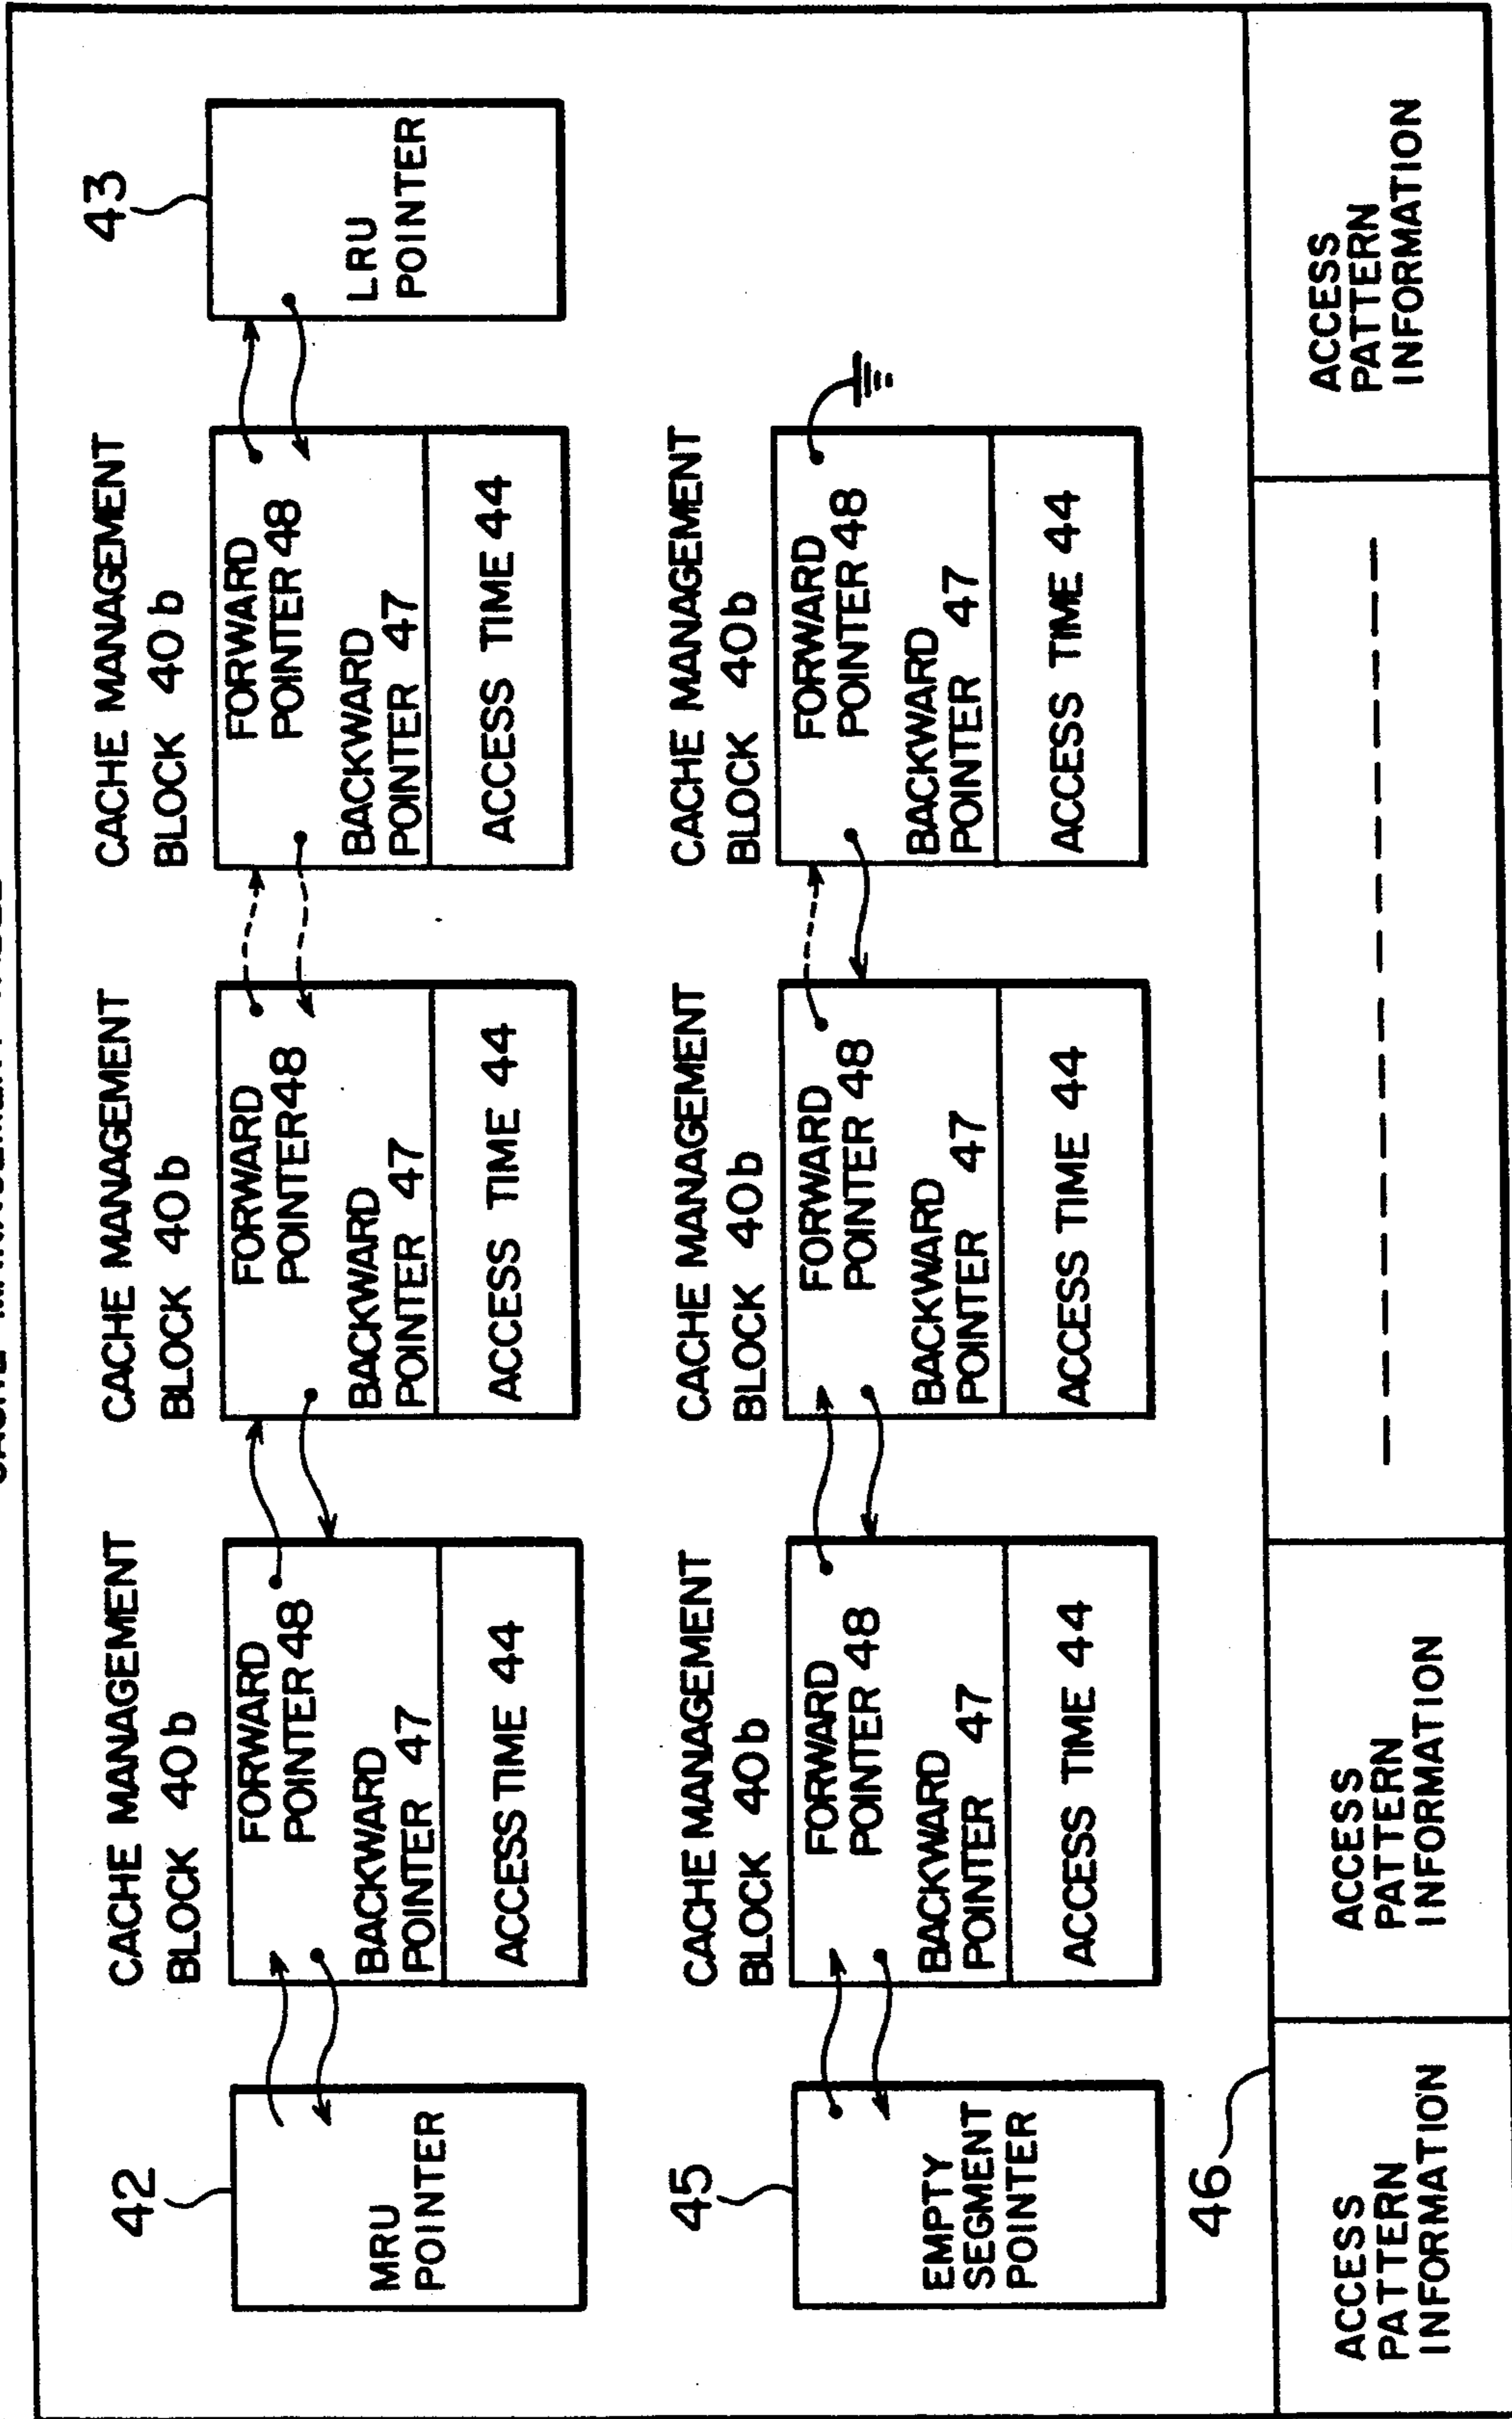 42
MRU
POINTER
CACHE MANAGEMENT
BLOCK 40b
FORWARD
POINTER 48
BACKWARD
POINTER 47
ACCESS TIME 44
CACHE MANAGEMENT
BLOCK 40b
FORWARD
POINTER 48
BACKWARD
POINTER 47
ACCESS TIME 44
CACHE MANAGEMENT
BLOCK 40b
FORWARD
POINTER 48
BACKWARD
POINTER 47
ACCESS TIME 44
43
LRU
POINTER
45
EMPTY
SEGMENT
POINTER
CACHE MANAGEMENT
BLOCK 40b
FORWARD
POINTER 48
BACKWARD
POINTER 47
ACCESS TIME 44
CACHE MANAGEMENT
BLOCK 40b
FORWARD
POINTER 48
BACKWARD
POINTER 47
ACCESS TIME 44
CACHE MANAGEMENT
BLOCK 40b
FORWARD
POINTER 48
BACKWARD
POINTER 47
ACCESS TIME 44
46
ACCESS
PATTERN
INFORMATION
ACCESS
PATTERN
INFORMATION
ACCESS
PATTERN
INFORMATION